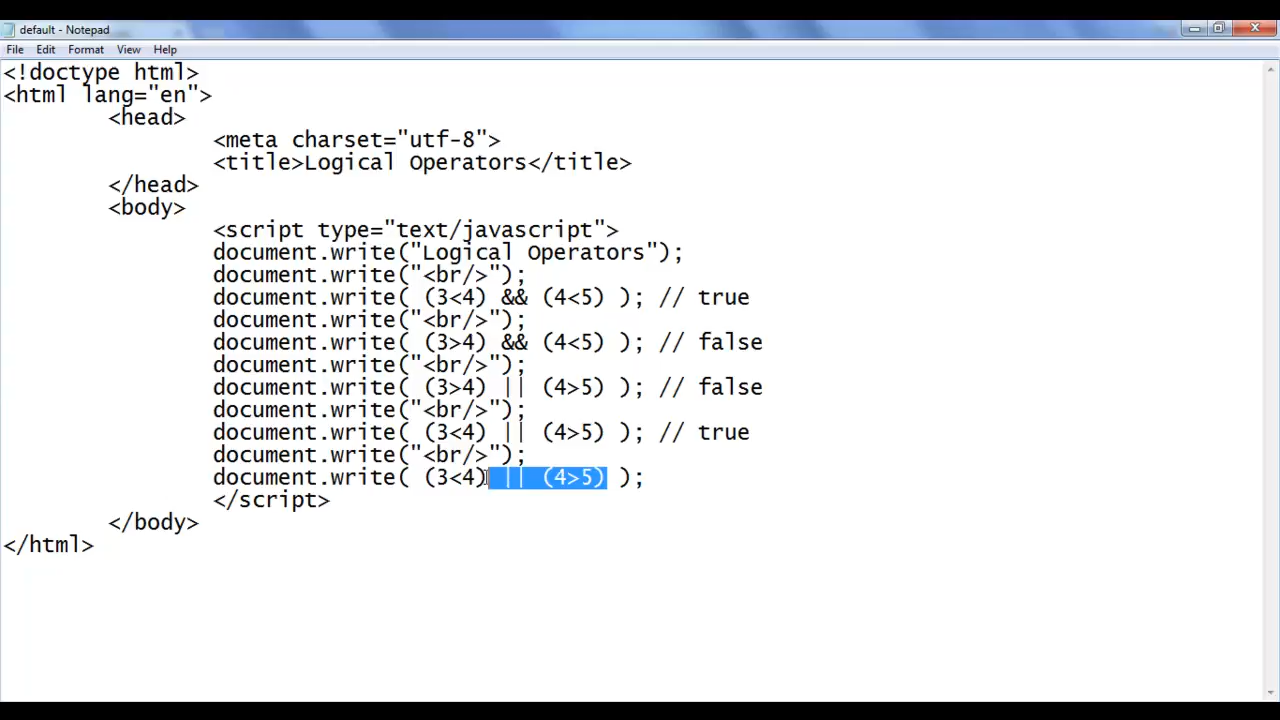 default - Notepad
File Edit Format View Help
<!doctype html>
<html lang="en">
<head>
<meta charset="utf-8">
<title>Logical Operators</title>
</head>
<body>
<script type="text/javascript">
document.write("Logical Operators");
document.write("<br/>");
document.write( (3<4) && (4<5) ); // true
document.write("<br/>");
document.write( (3>4) && (4<5) ); // false
document.write("<br/>");
document.write( (3>4) || (4>5) ); // false
document.write("<br/>");
document.write( (3<4) || (4>5) ); // true
document.write("<br/>");
document.write( (3<4) || (4>5) );
</script>
</body>
</html>